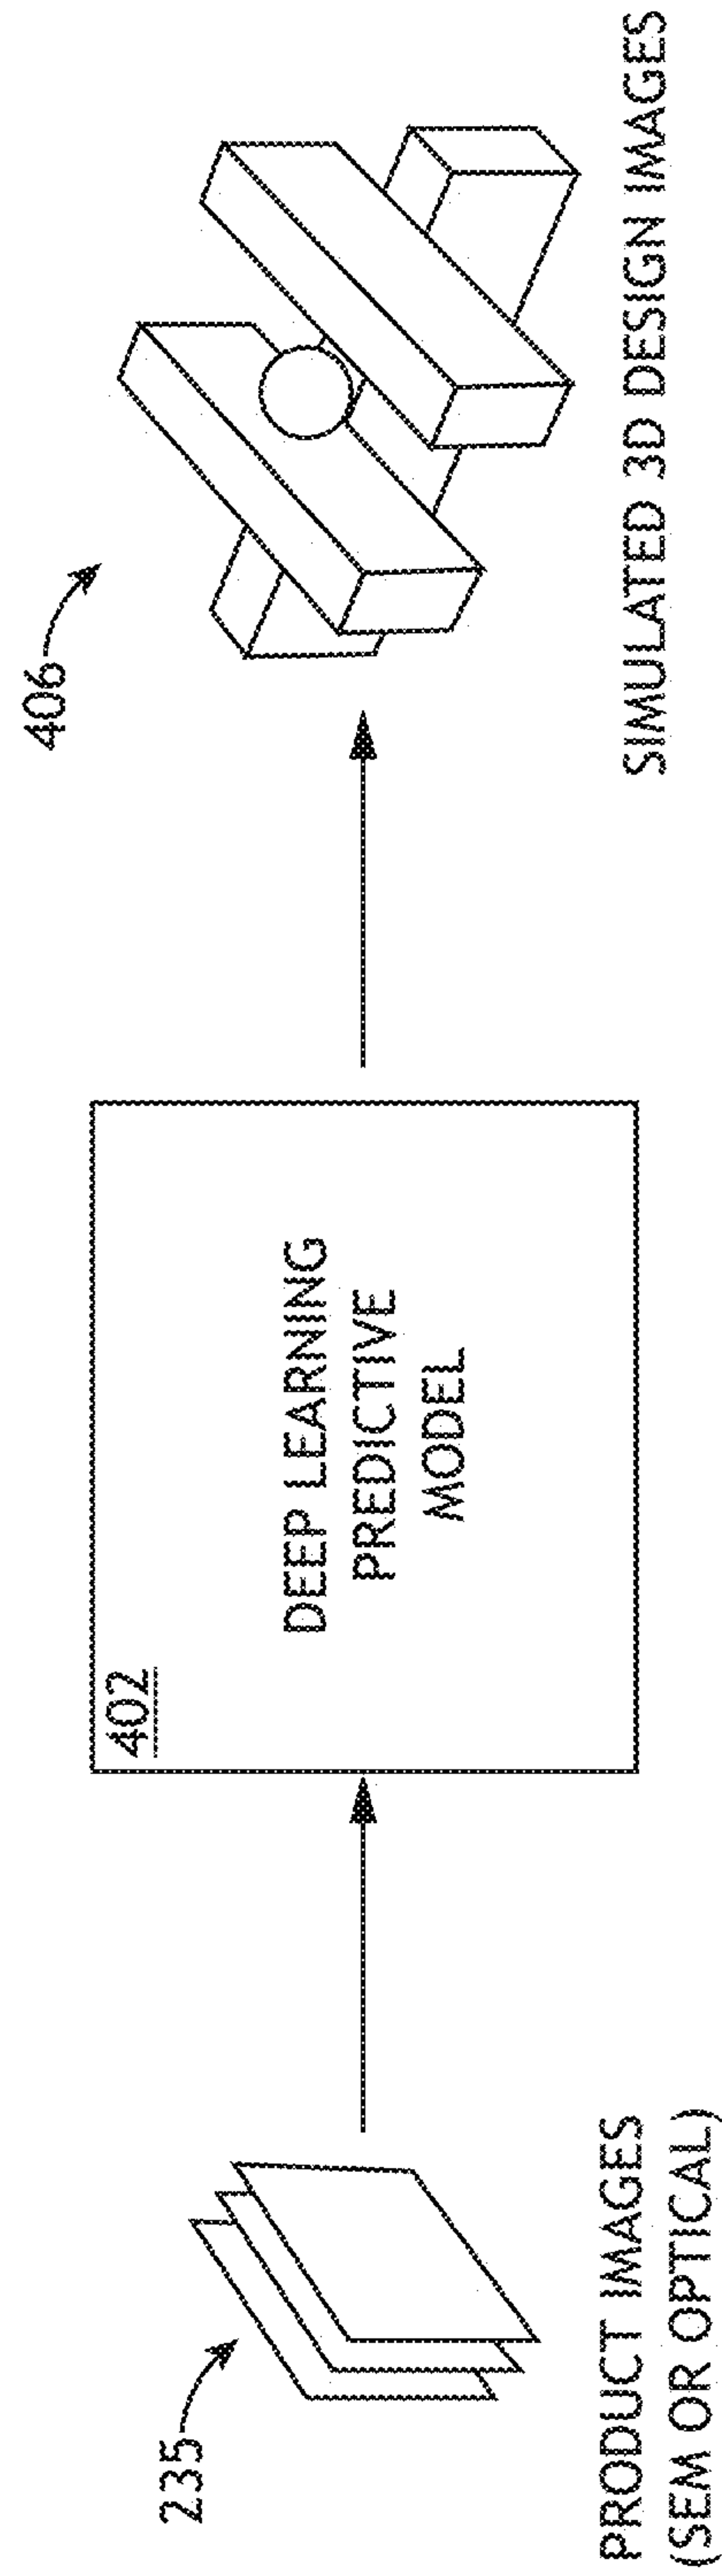 235
PRODUCT IMAGES
(SEM OR OPTICAL)
402
DEEP LEARNING
PREDICTIVE
MODEL
406
SIMULATED 3D DESIGN IMAGES